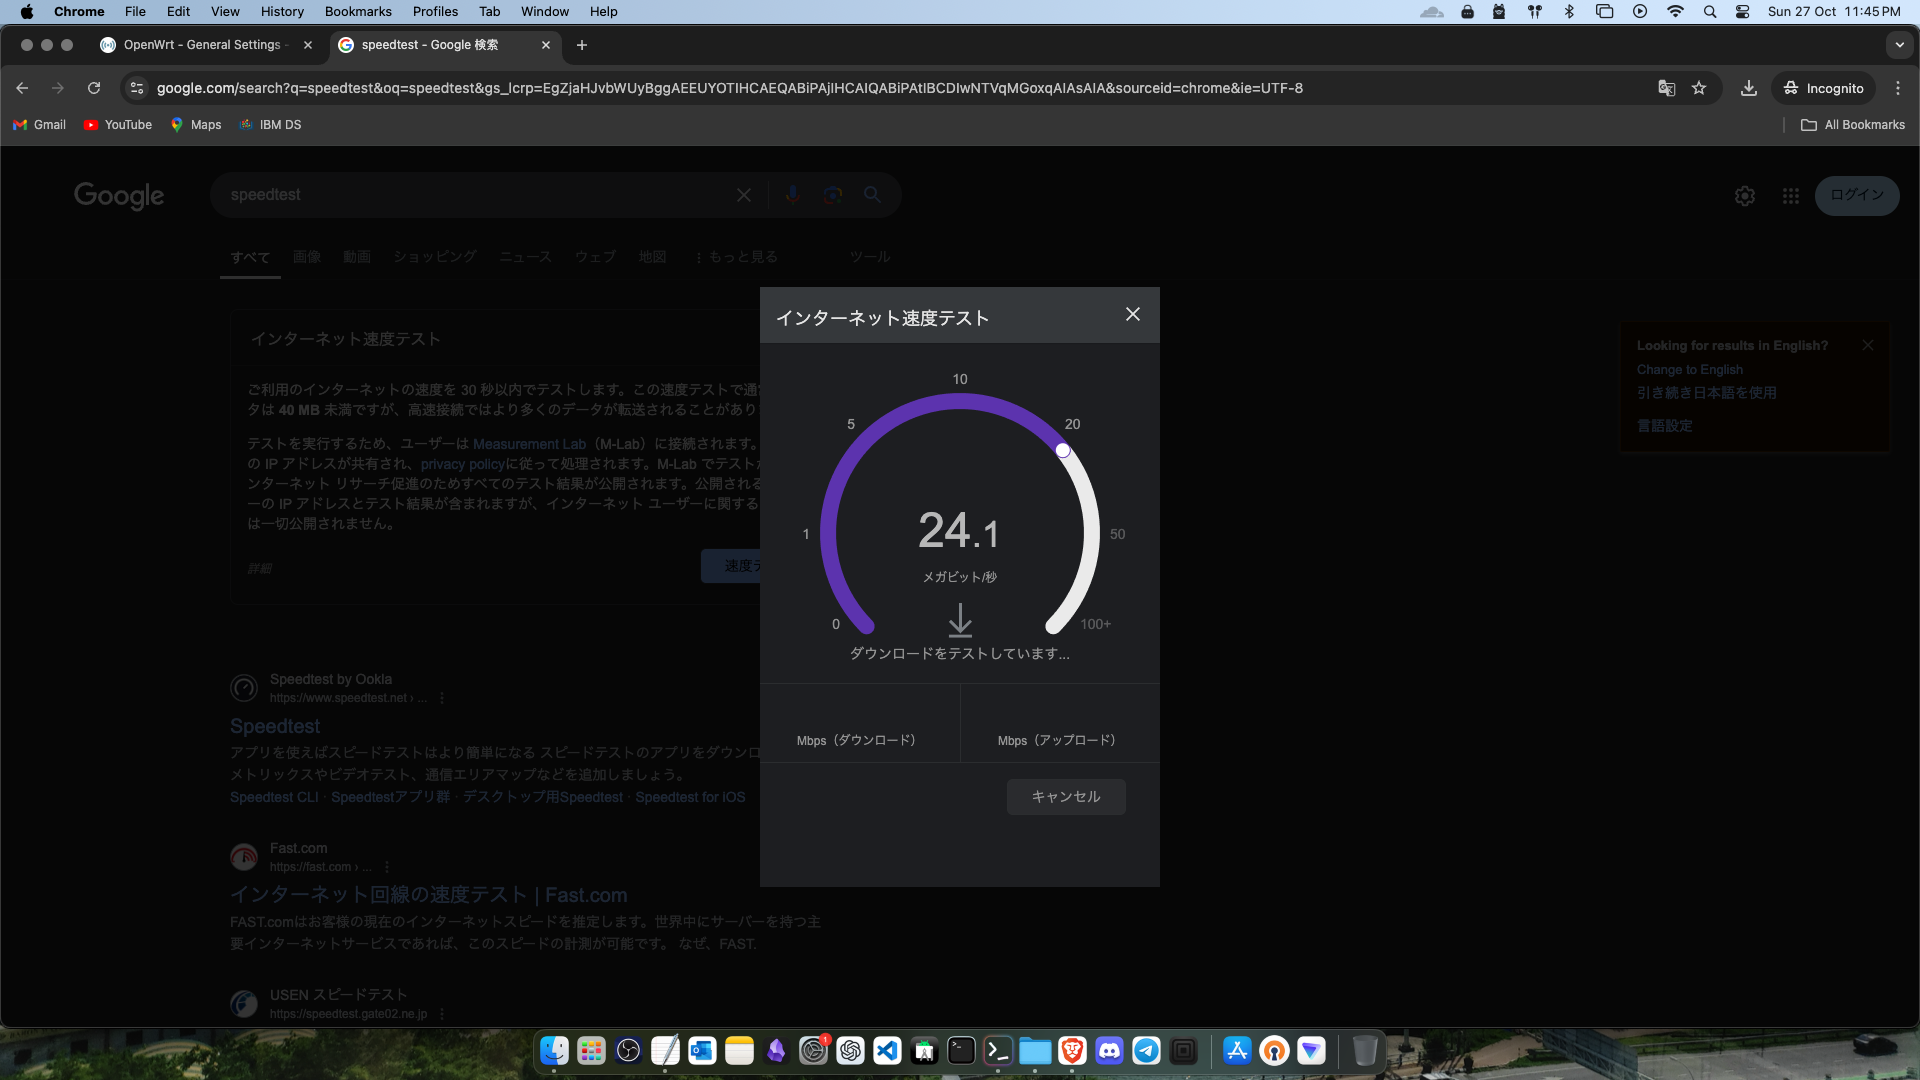 Chrome File Edit View History Bookmarks Profiles Tab Window Help
Sun 27 Oct 11:45 PM
OpenWrt - General Settings -
speedtest - Google 検索
google.com/search?q=speedtest&oq=speedtest&gs_lcrp=EgZjaHJvbWUyBggAEEUYOTIHCAEQABiPAjIHCAIQABiPAtIBCDIwNTVqMGoxqAIAsAIA&sourceid=chrome&ie=UTF-8
Incognito
Gmail YouTube Maps IBM DS
All Bookmarks
Google
speedtest
ログイン
すべて 画像 動画 ショッピング ニュース ウェブ 地図 もっと見る ツール
インターネット速度テスト
ご利用のインターネットの速度を 30 秒以内でテストします。この速度テストで通
タは 40 MB 未満ですが、高速接続ではより多くのデータが転送されることがあり
テストを実行するため、ユーザーは Measurement Lab（M-Lab）に接続されます。
の IP アドレスが共有され、privacy policyに従って処理されます。M-Lab でテスト
ンターネット リサーチ促進のためすべてのテスト結果が公開されます。公開される
ーの IP アドレスとテスト結果が含まれますが、インターネット ユーザーに関する
は一切公開されません。
詳細
速度テ
インターネット速度テスト
10
5
20
1
50
0
100+
24.1
メガビット/秒
ダウンロードをテストしています...
Mbps（ダウンロード）
Mbps（アップロード）
キャンセル
Looking for results in English?
Change to English
引き続き日本語を使用
言語設定
Speedtest by Ookla
https://www.speedtest.net › ...
Speedtest
アプリを使えばスピードテストはより簡単になる スピードテストのアプリをダウンロ
メトリックスやビデオテスト、通信エリアマップなどを追加しましょう。
Speedtest CLI · Speedtestアプリ群 · デスクトップ用Speedtest · Speedtest for iOS
Fast.com
https://fast.com › ...
インターネット回線の速度テスト | Fast.com
FAST.comはお客様の現在のインターネットスピードを推定します。世界中にサーバーを持つ主
要インターネットサービスであれば、このスピードの計測が可能です。 なぜ、FAST.
USEN スピードテスト
https://speedtest.gate02.ne.jp
1